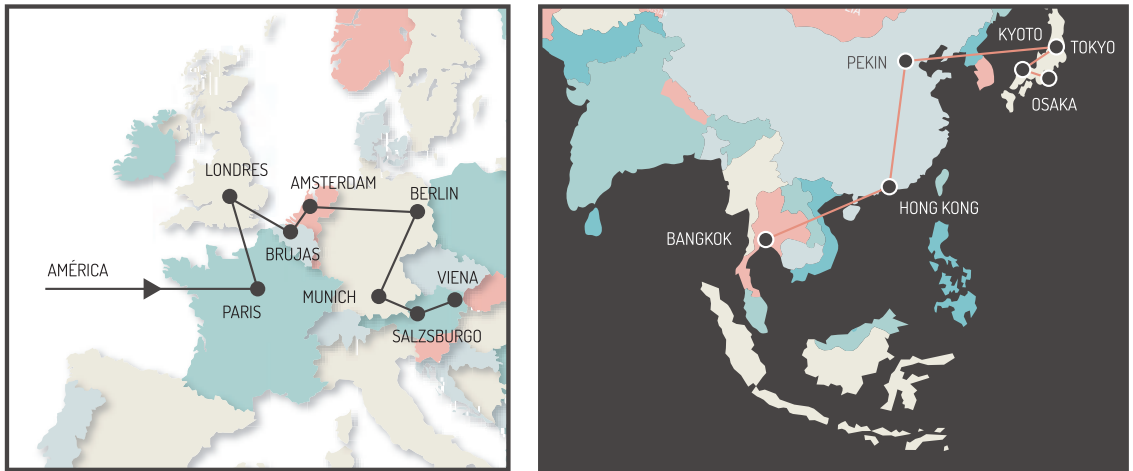 LONDRES
AMSTERDAM
BERLIN
BRUJAS
AMÉRICA
VIENA
MUNICH
PARIS
SALZSBURGO
KYOTO
TOKYO
PEKIN
OSAKA
HONG KONG
BANGKOK